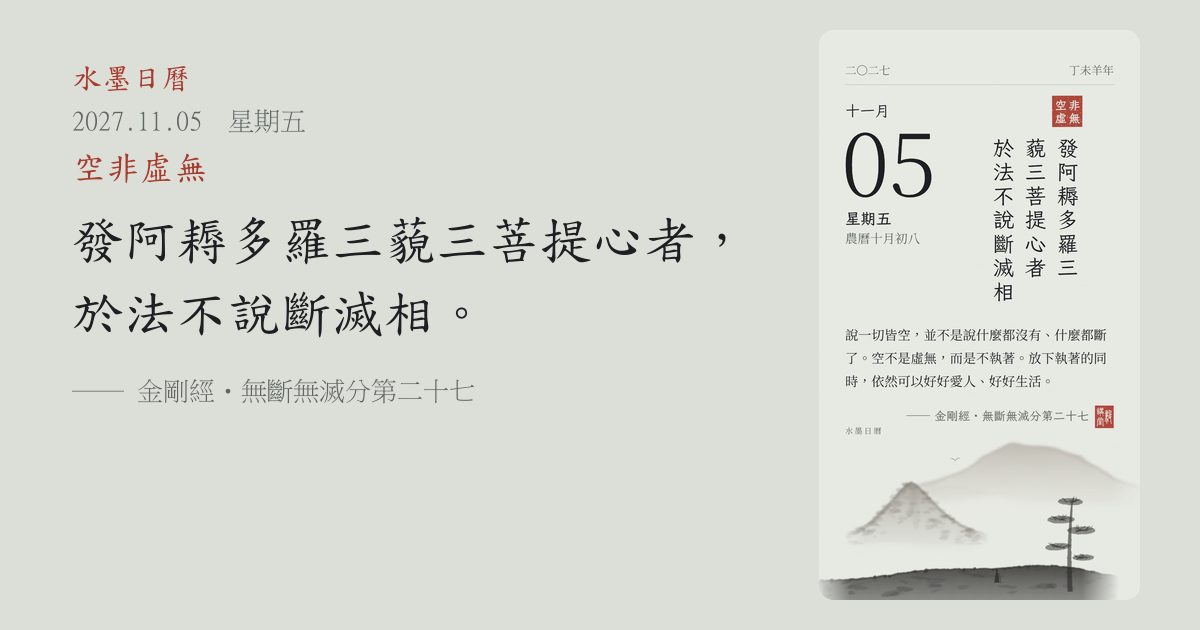 水墨日曆
2027.11.05 星期五
空非虛無
發阿耨多羅三藐三菩提心者，
於法不說斷滅相。
—— 金剛經・無斷無滅分第二十七
二〇二七
丁未羊年
十一月
05
星期五
農曆十月初八
空非虛無
發阿耨多羅三
藐三菩提心者
於法不說斷滅相
說一切皆空，並不是說什麼都沒有、什麼都斷
了。空不是虛無，而是不執著。放下執著的同
時，依然可以好好愛人、好好生活。
—— 金剛經・無斷無滅分第二十七
水墨日曆